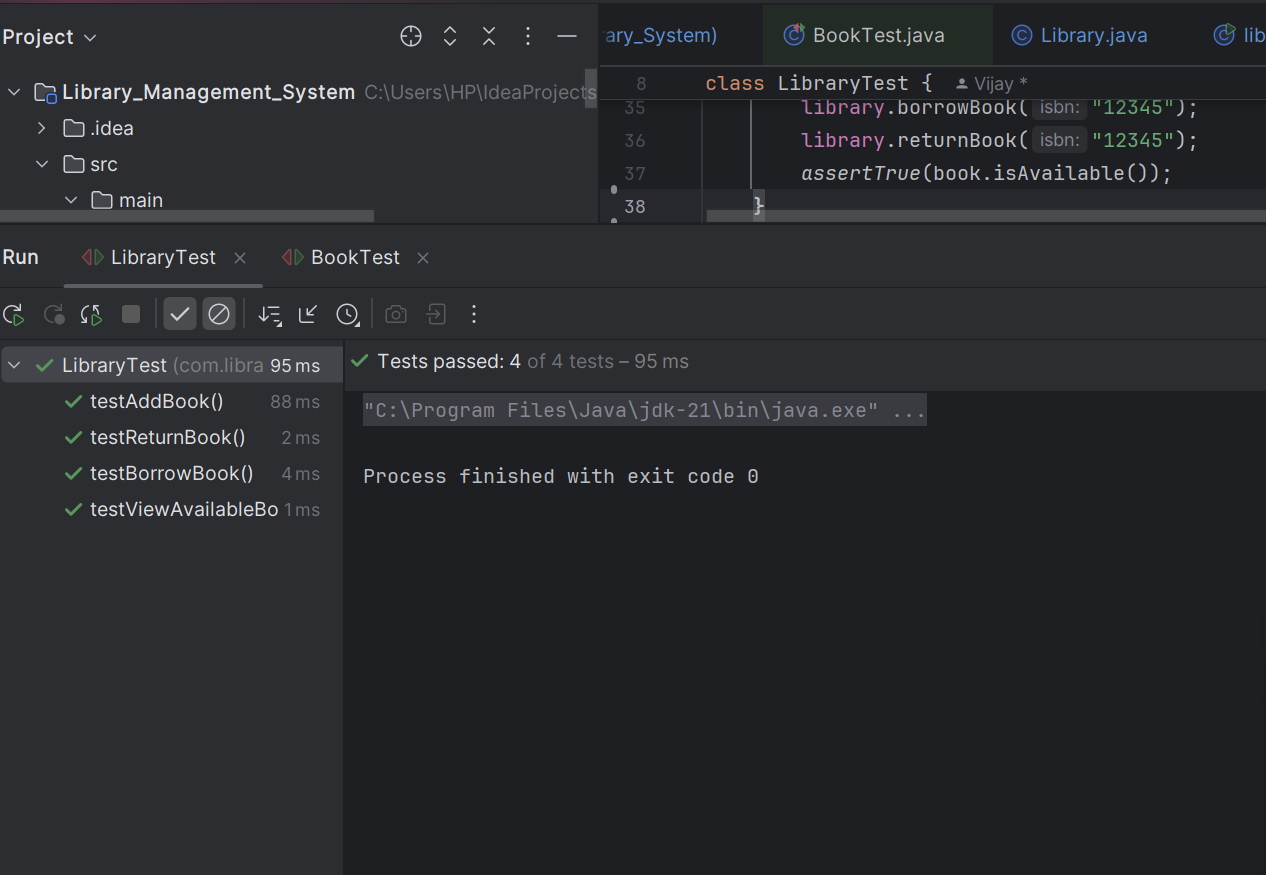 Project
Library_Management_System C:\Users\HP\IdeaProjects
.idea
src
main
ary_System) BookTest.java Library.java lib
8 class LibraryTest { Vijay *
35 library.borrowBook( isbn: "12345");
36 library.returnBook( isbn: "12345");
37 assertTrue(book.isAvailable());
38 }
Run LibraryTest BookTest
LibraryTest (com.libra 95 ms
testAddBook() 88 ms
testReturnBook() 2 ms
testBorrowBook() 4 ms
testViewAvailableBo 1 ms
Tests passed: 4 of 4 tests – 95 ms
"C:\Program Files\Java\jdk-21\bin\java.exe" ...
Process finished with exit code 0